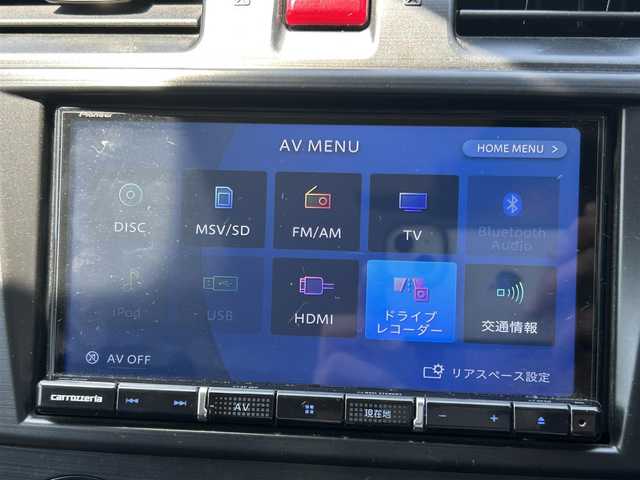 Pioneer
AV MENU
HOME MENU >
DISC
MSV/SD
FM/AM
TV
Bluetooth
Audio
iPod
USB
HDMI
ドライブ
レコーダー
交通情報
AV OFF
リアスペース設定
carrozzeria
AV
現在地